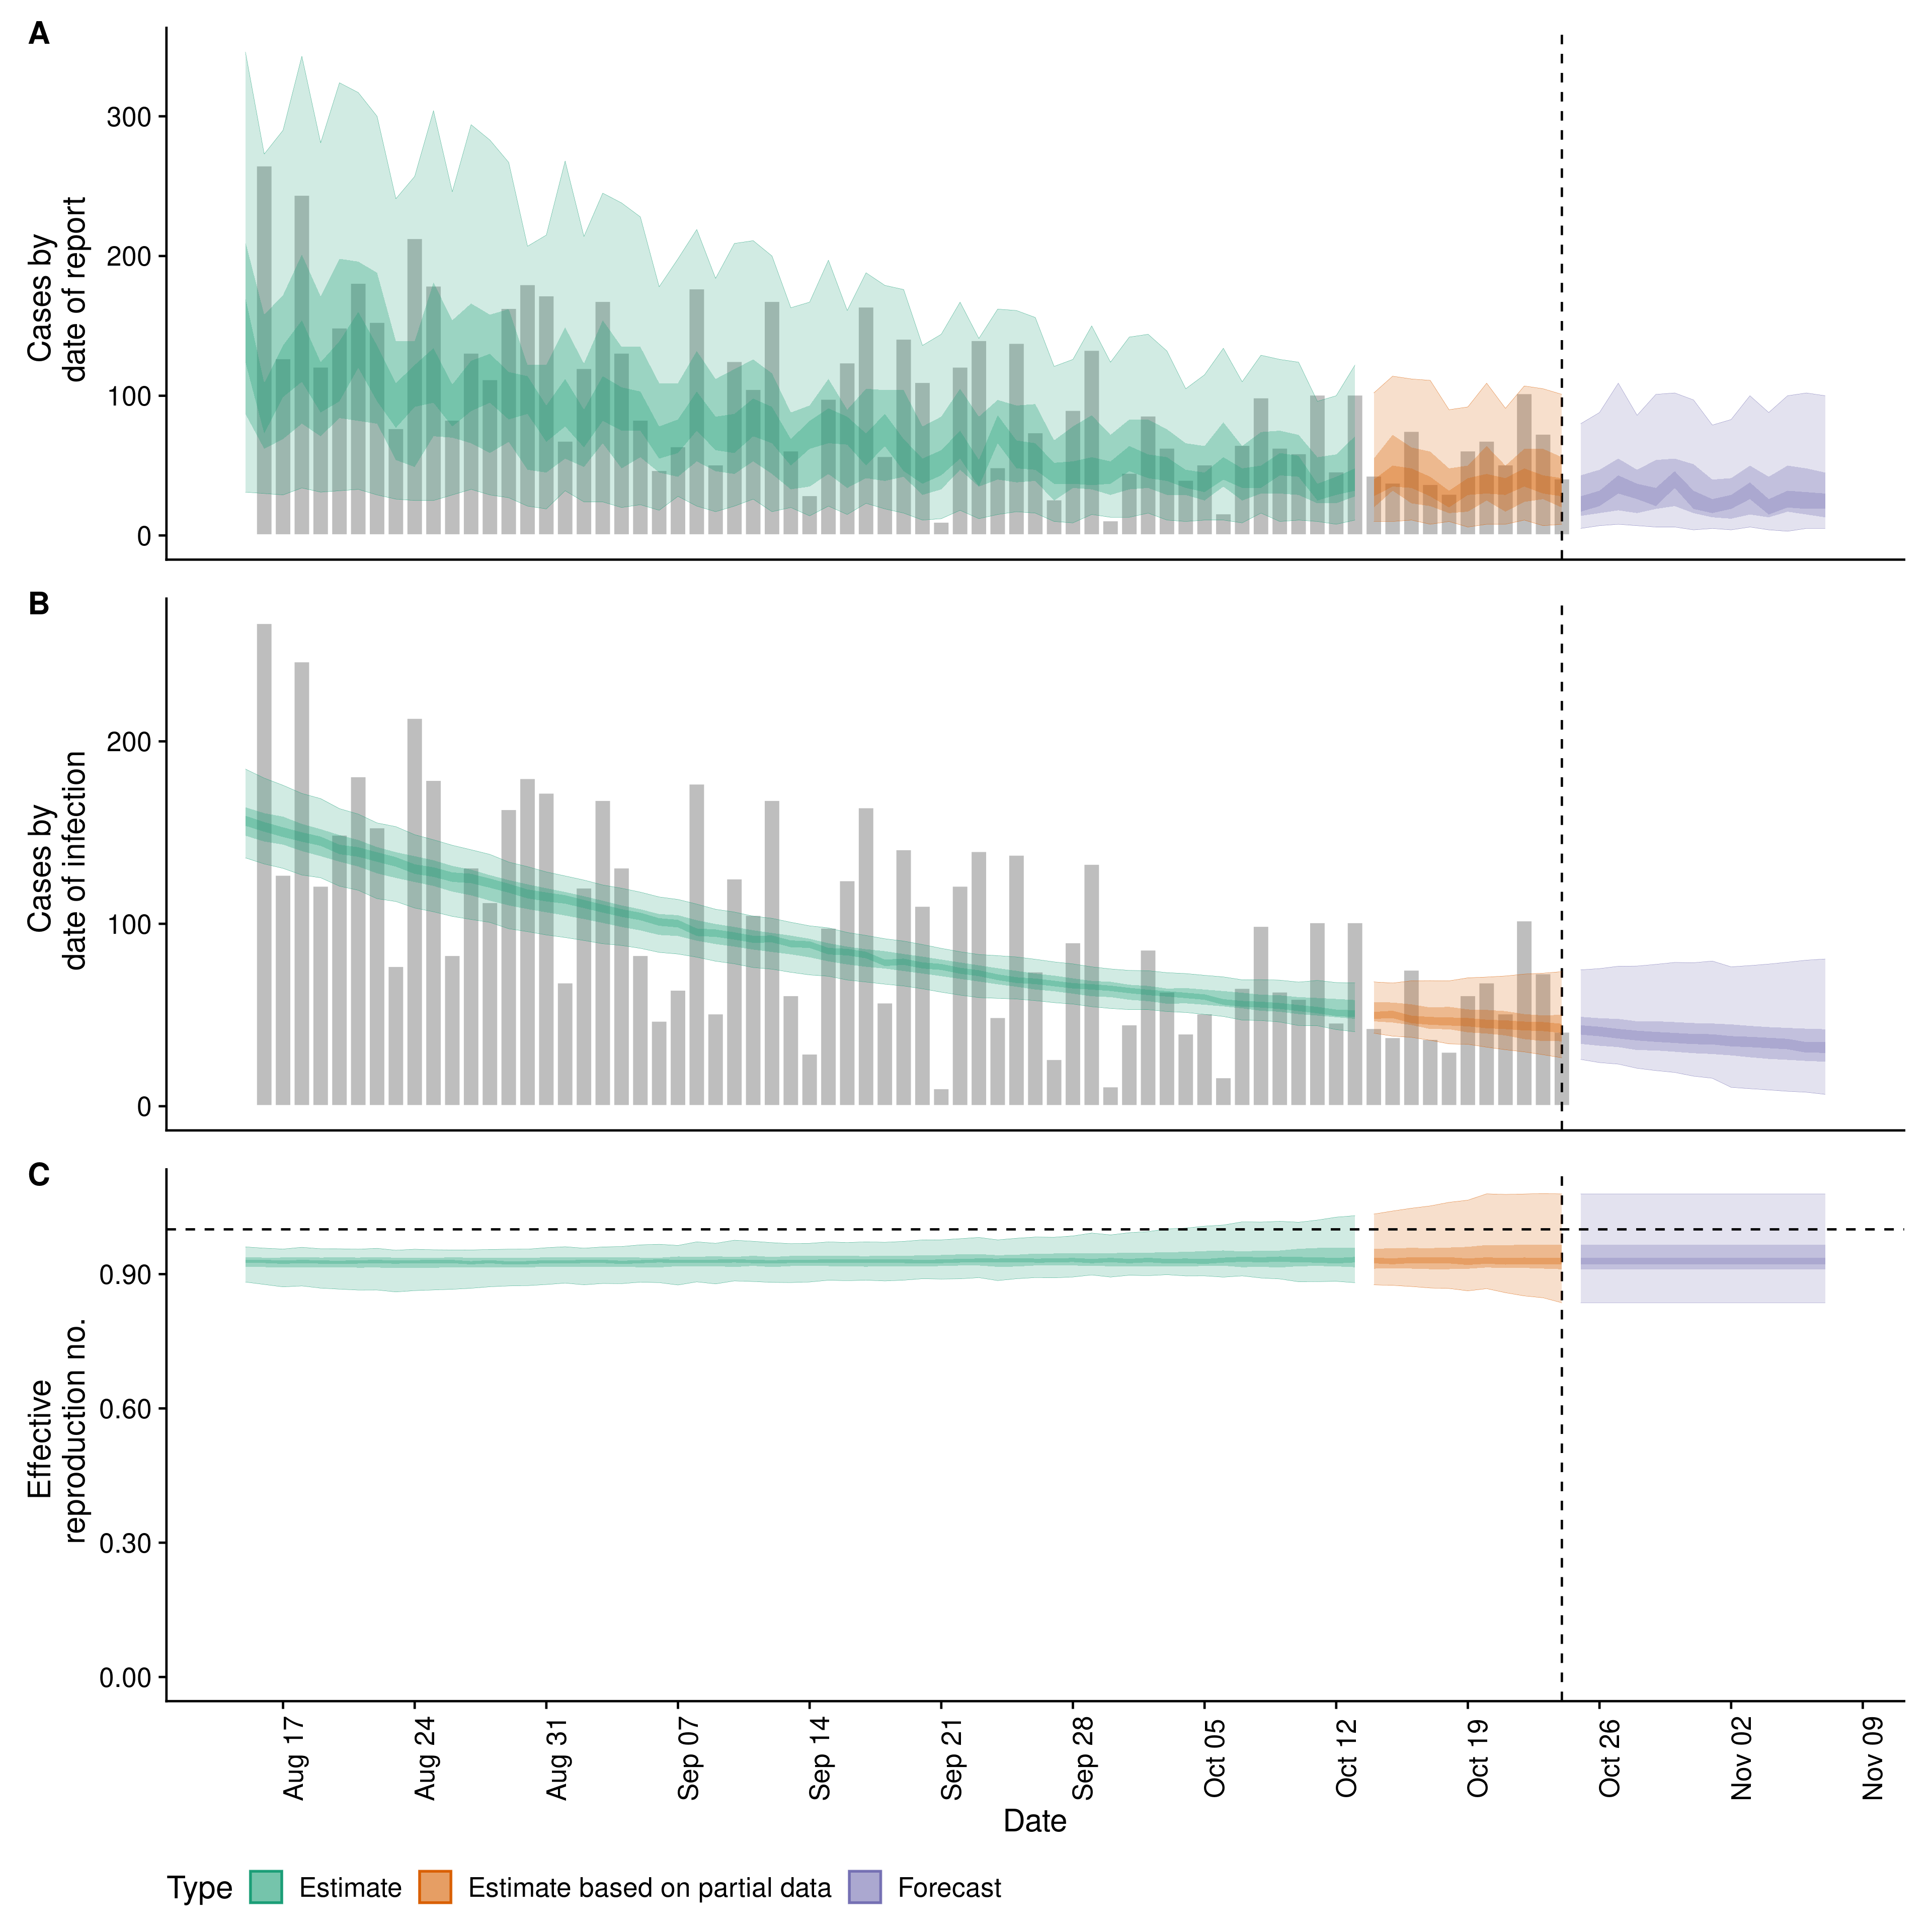 A
Cases by
date of report
300
200
100
0
B
Cases by
date of infection
200
100
0
C
Effective
reproduction no.
0.90
0.60
0.30
0.00
Aug 17
Aug 24
Aug 31
Sep 07
Sep 14
Sep 21
Sep 28
Oct 05
Oct 12
Oct 19
Oct 26
Nov 02
Nov 09
Date
Type Estimate Estimate based on partial data Forecast